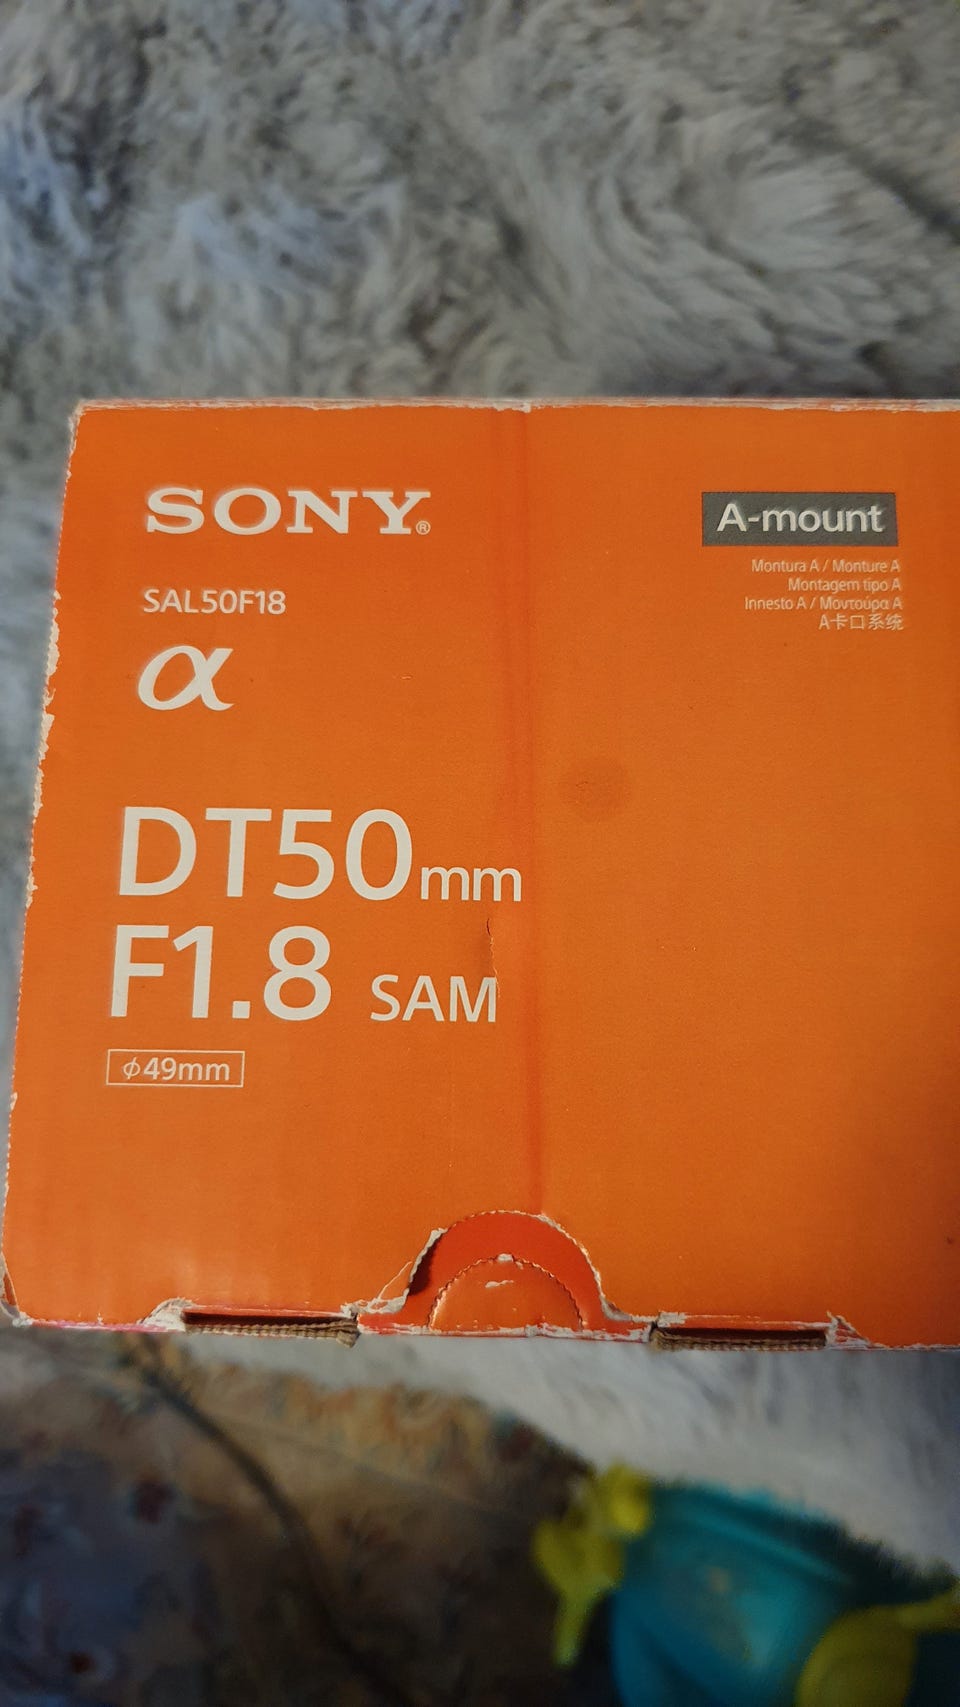 SONY®
SAL50F18
α
DT50mm
F1.8 SAM
ϕ49mm
A-mount
Montura A / Monture A
Montagem tipo A
Innesto A / Μοντούρα A
A卡口系统